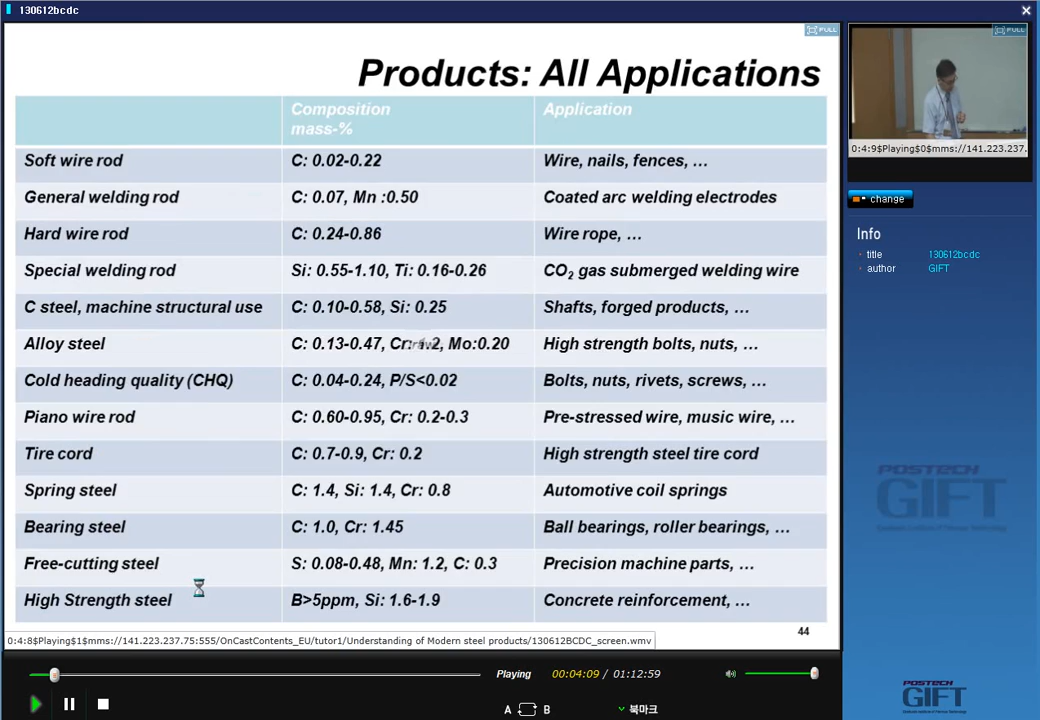 130612bcdc
FULL
FULL
Products: All Applications
Composition mass-% Application
Soft wire rod C: 0.02-0.22 Wire, nails, fences, …
General welding rod C: 0.07, Mn :0.50 Coated arc welding electrodes
Hard wire rod C: 0.24-0.86 Wire rope, …
Special welding rod Si: 0.55-1.10, Ti: 0.16-0.26 CO2 gas submerged welding wire
C steel, machine structural use C: 0.10-0.58, Si: 0.25 Shafts, forged products, …
Alloy steel C: 0.13-0.47, Cr: 1.2, Mo:0.20 High strength bolts, nuts, …
Cold heading quality (CHQ) C: 0.04-0.24, P/S<0.02 Bolts, nuts, rivets, screws, …
Piano wire rod C: 0.60-0.95, Cr: 0.2-0.3 Pre-stressed wire, music wire, …
Tire cord C: 0.7-0.9, Cr: 0.2 High strength steel tire cord
Spring steel C: 1.4, Si: 1.4, Cr: 0.8 Automotive coil springs
Bearing steel C: 1.0, Cr: 1.45 Ball bearings, roller bearings, …
Free-cutting steel S: 0.08-0.48, Mn: 1.2, C: 0.3 Precision machine parts, …
High Strength steel B>5ppm, Si: 1.6-1.9 Concrete reinforcement, …
44
0:4:8$Playing$1$mms://141.223.237.75:555/OnCastContents_EU/tutor1/Understanding of Modern steel products/130612BCDC_screen.wmv
0:4:9$Playing$0$mms://141.223.237.
change
Info
title 130612bcdc
author GIFT
POSTECH
GIFT
Playing 00:04:09 / 01:12:59
A B 북마크
POSTECH
GIFT